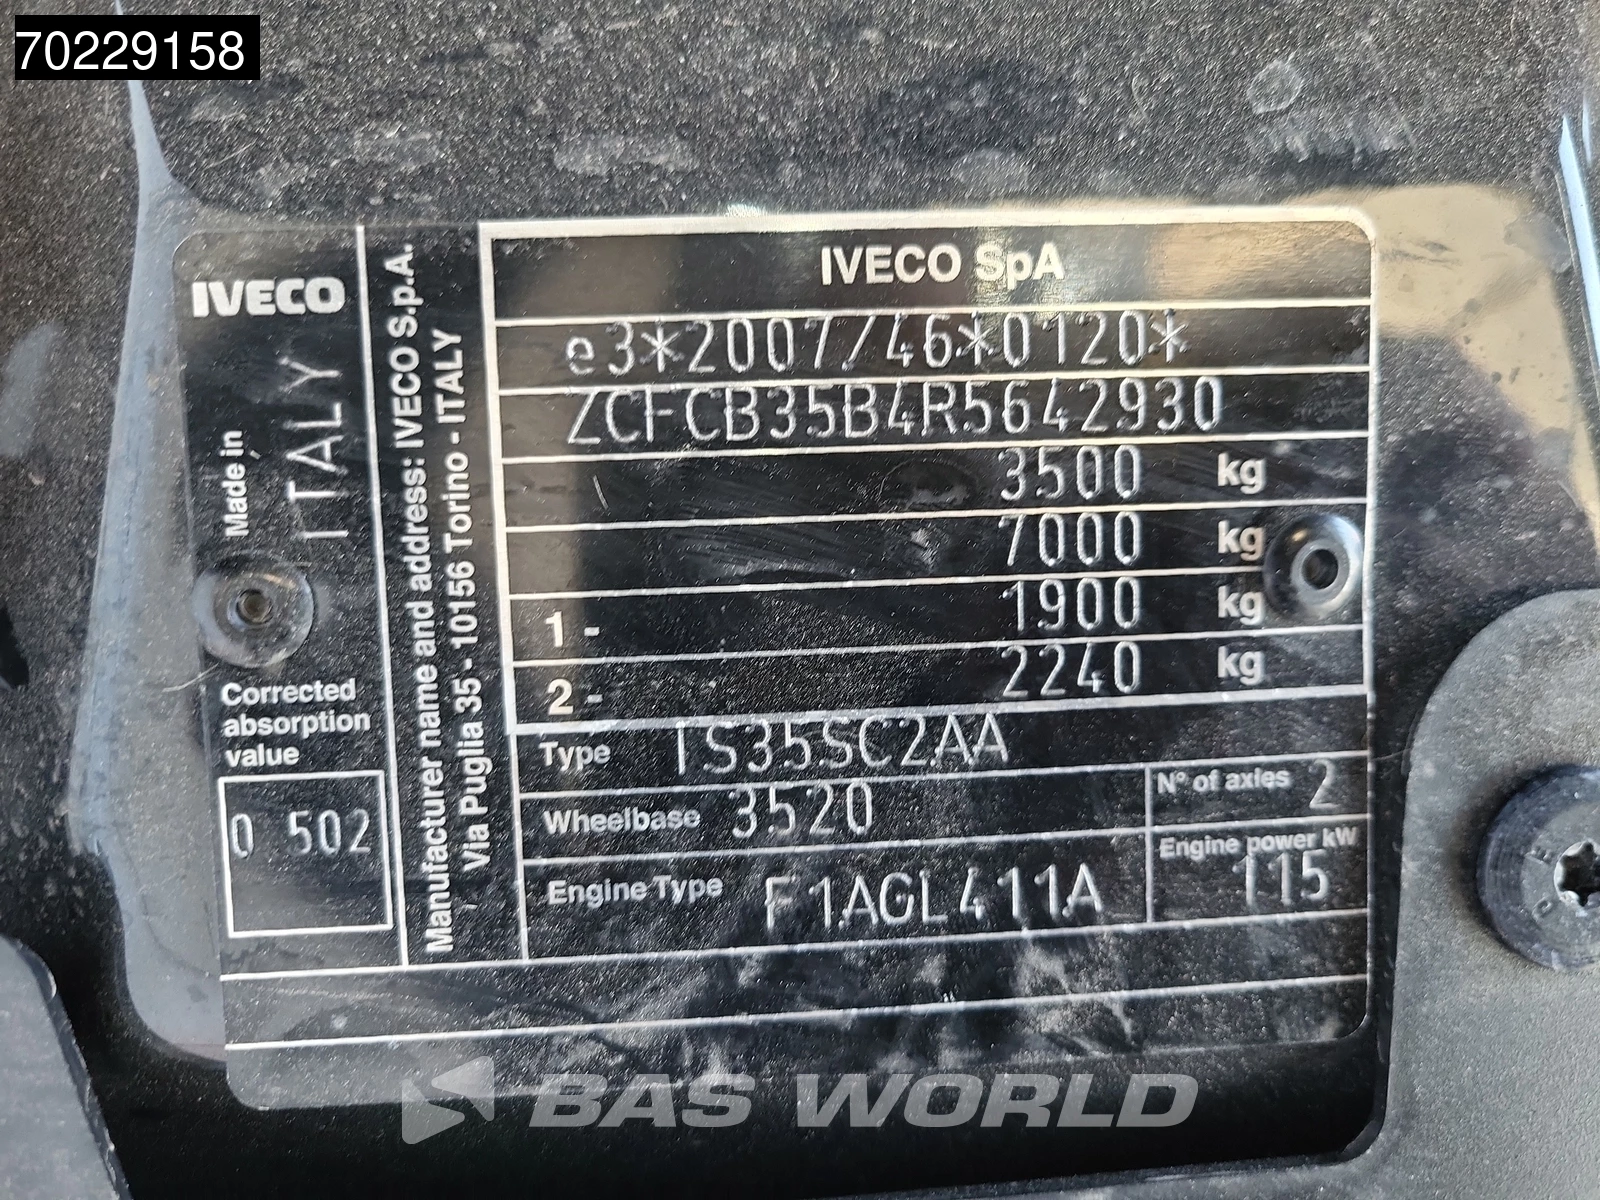 70229158
IVECO
Made in
ITALY
Corrected
absorption
value
0 502
Manufacturer name and address: IVECO S.p.A.
Via Puglia 35 - 10156 Torino - ITALY
IVECO SpA
e3*2007/46*0120*
ZCFCB35B4R5642930
3500 kg
7000 kg
1 - 1900 kg
2 - 2240 kg
Type IS35SC2AA
Wheelbase 3520
N° of axles 2
Engine Type F1AGL411A
Engine power kW
115
BAS WORLD